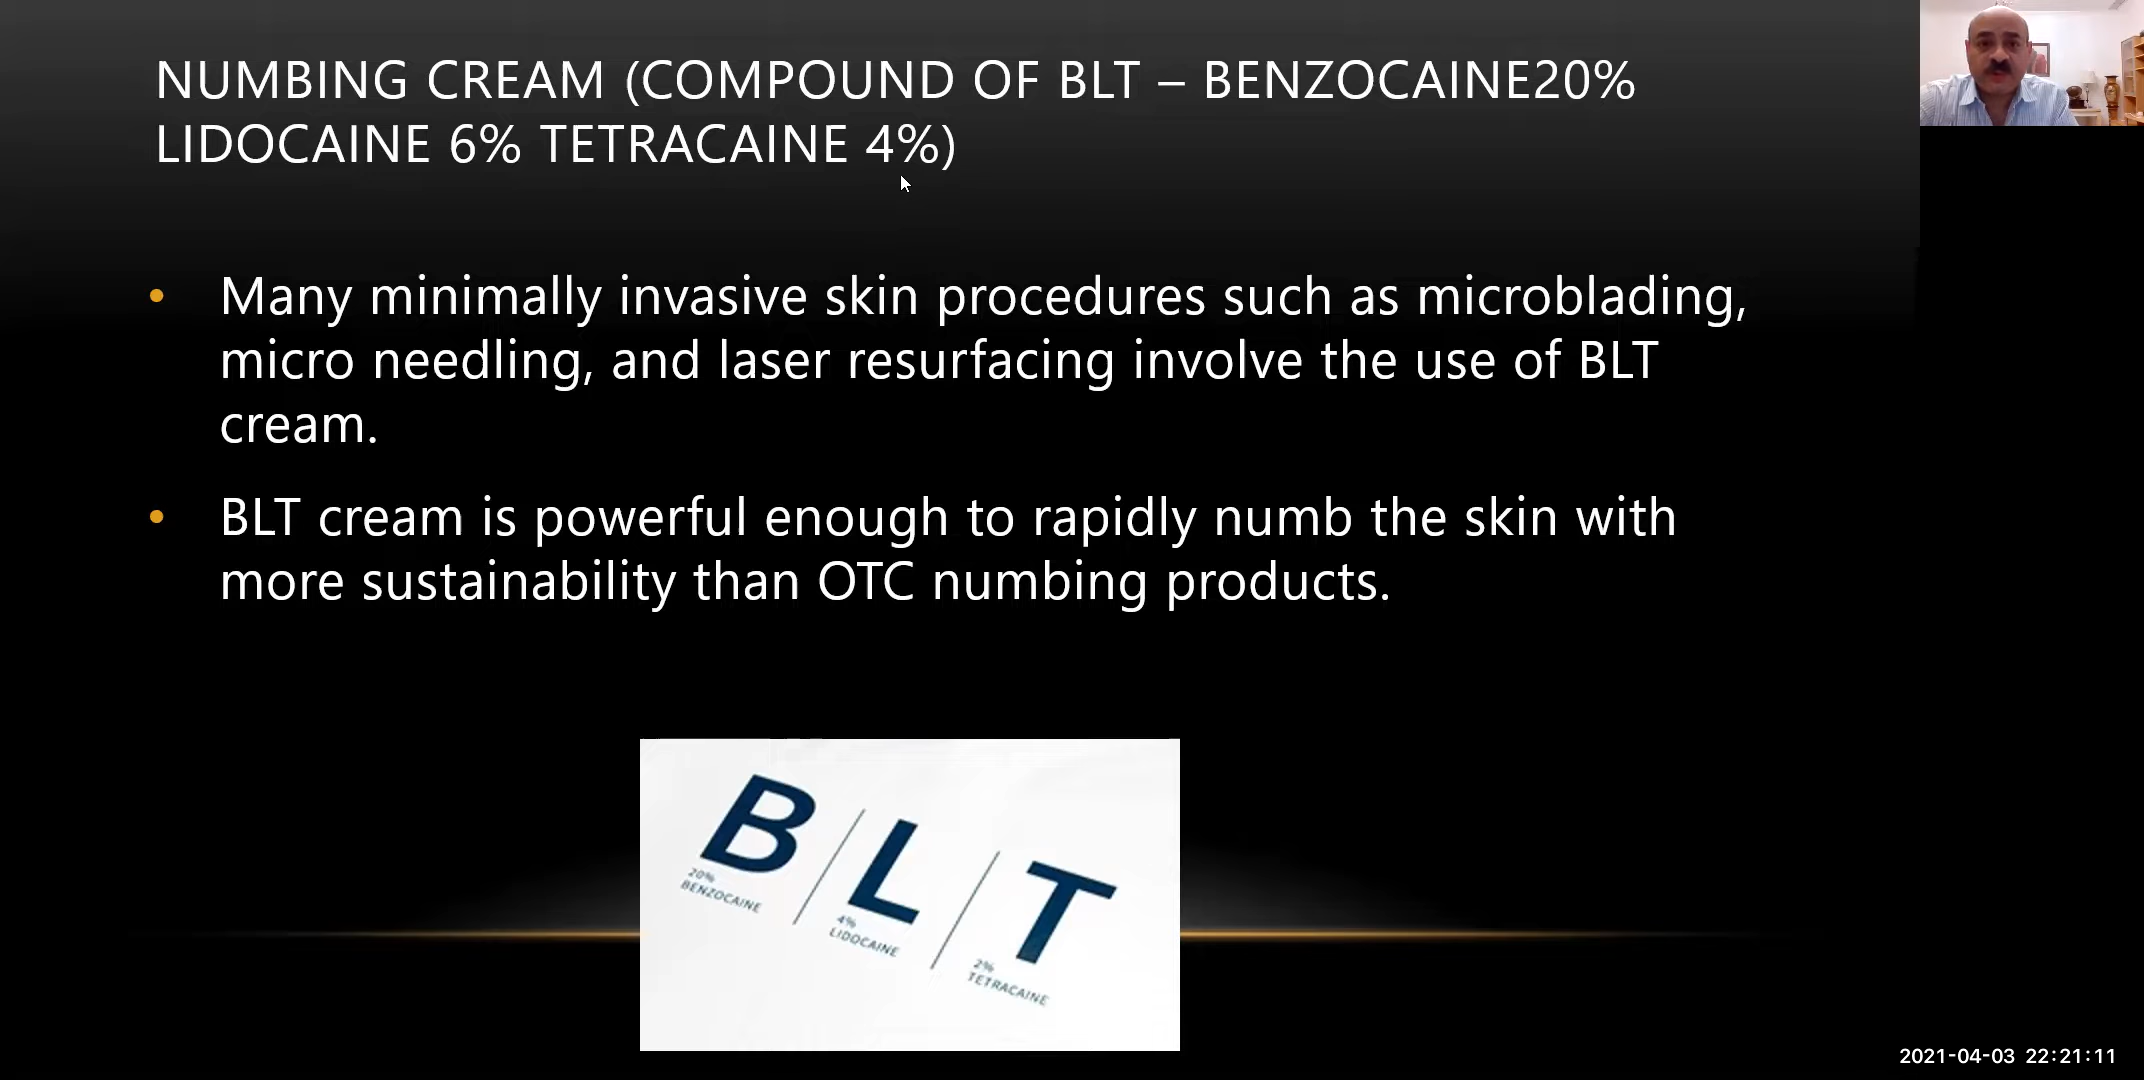 NUMBING CREAM (COMPOUND OF BLT – BENZOCAINE20%
LIDOCAINE 6% TETRACAINE 4%)
• Many minimally invasive skin procedures such as microblading,
micro needling, and laser resurfacing involve the use of BLT
cream.
• BLT cream is powerful enough to rapidly numb the skin with
more sustainability than OTC numbing products.
B
20%
BENZOCAINE
L
4%
LIDOCAINE
T
2%
TETRACAINE
2021-04-03 22:21:11